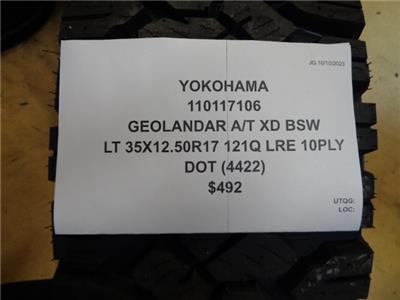 JG 10/10/2023
YOKOHAMA
110117106
GEOLANDAR A/T XD BSW
LT 35X12.50R17 121Q LRE 10PLY
DOT (4422)
$492
UTQG:
LOC: